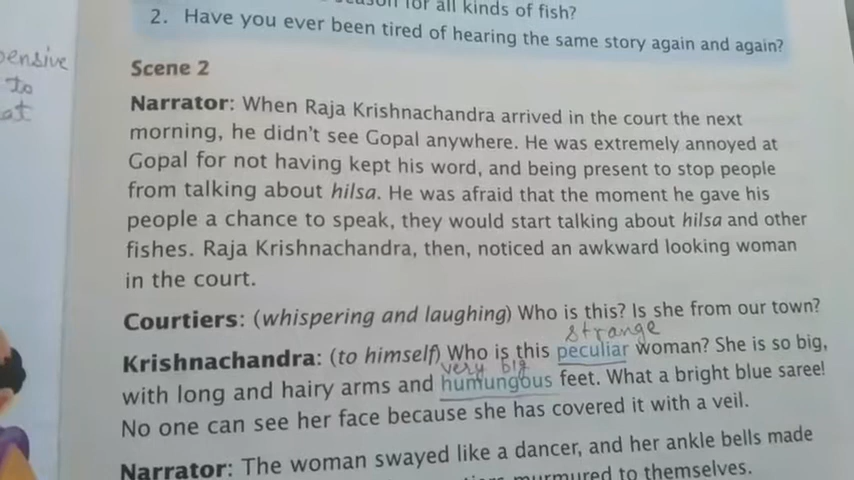 season for all kinds of fish?
2. Have you ever been tired of hearing the same story again and again?
to
at
Scene 2
Narrator: When Raja Krishnachandra arrived in the court the next
morning, he didn't see Gopal anywhere. He was extremely annoyed at
Gopal for not having kept his word, and being present to stop people
from talking about hilsa. He was afraid that the moment he gave his
people a chance to speak, they would start talking about hilsa and other
fishes. Raja Krishnachandra, then, noticed an awkward looking woman
in the court.
Courtiers: (whispering and laughing) Who is this? Is she from our town?
strange
Krishnachandra: (to himself) Who is this peculiar woman? She is so big,
very big
with long and hairy arms and humungous feet. What a bright blue saree!
No one can see her face because she has covered it with a veil.
Narrator: The woman swayed like a dancer, and her ankle bells made
murmured to themselves.